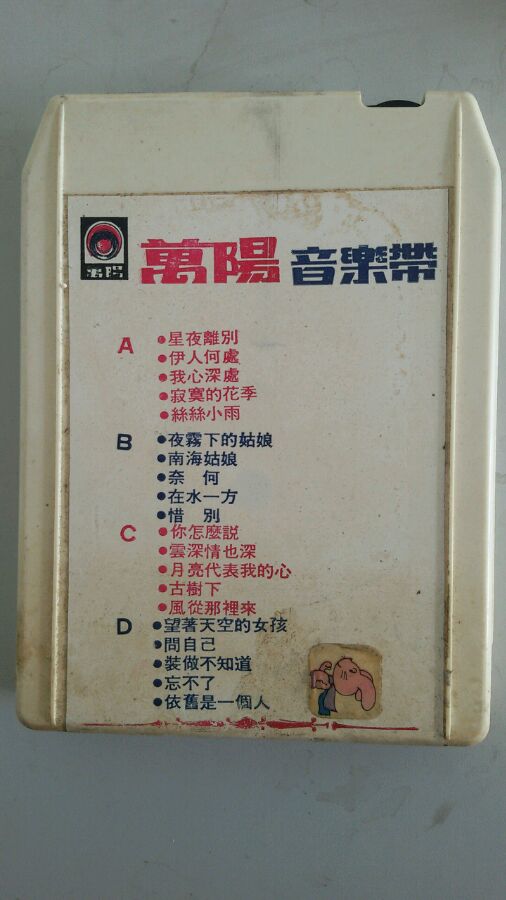 萬陽
萬陽 音樂帶
A
●星夜離別
●伊人何處
●我心深處
●寂寞的花季
●絲絲小雨
B
●夜霧下的姑娘
●南海姑娘
●奈 何
●在水一方
●惜 別
C
●你怎麼説
●雲深情也深
●月亮代表我的心
●古樹下
●風從那裡來
D
●望著天空的女孩
●問自己
●裝做不知道
●忘不了
●依舊是一個人